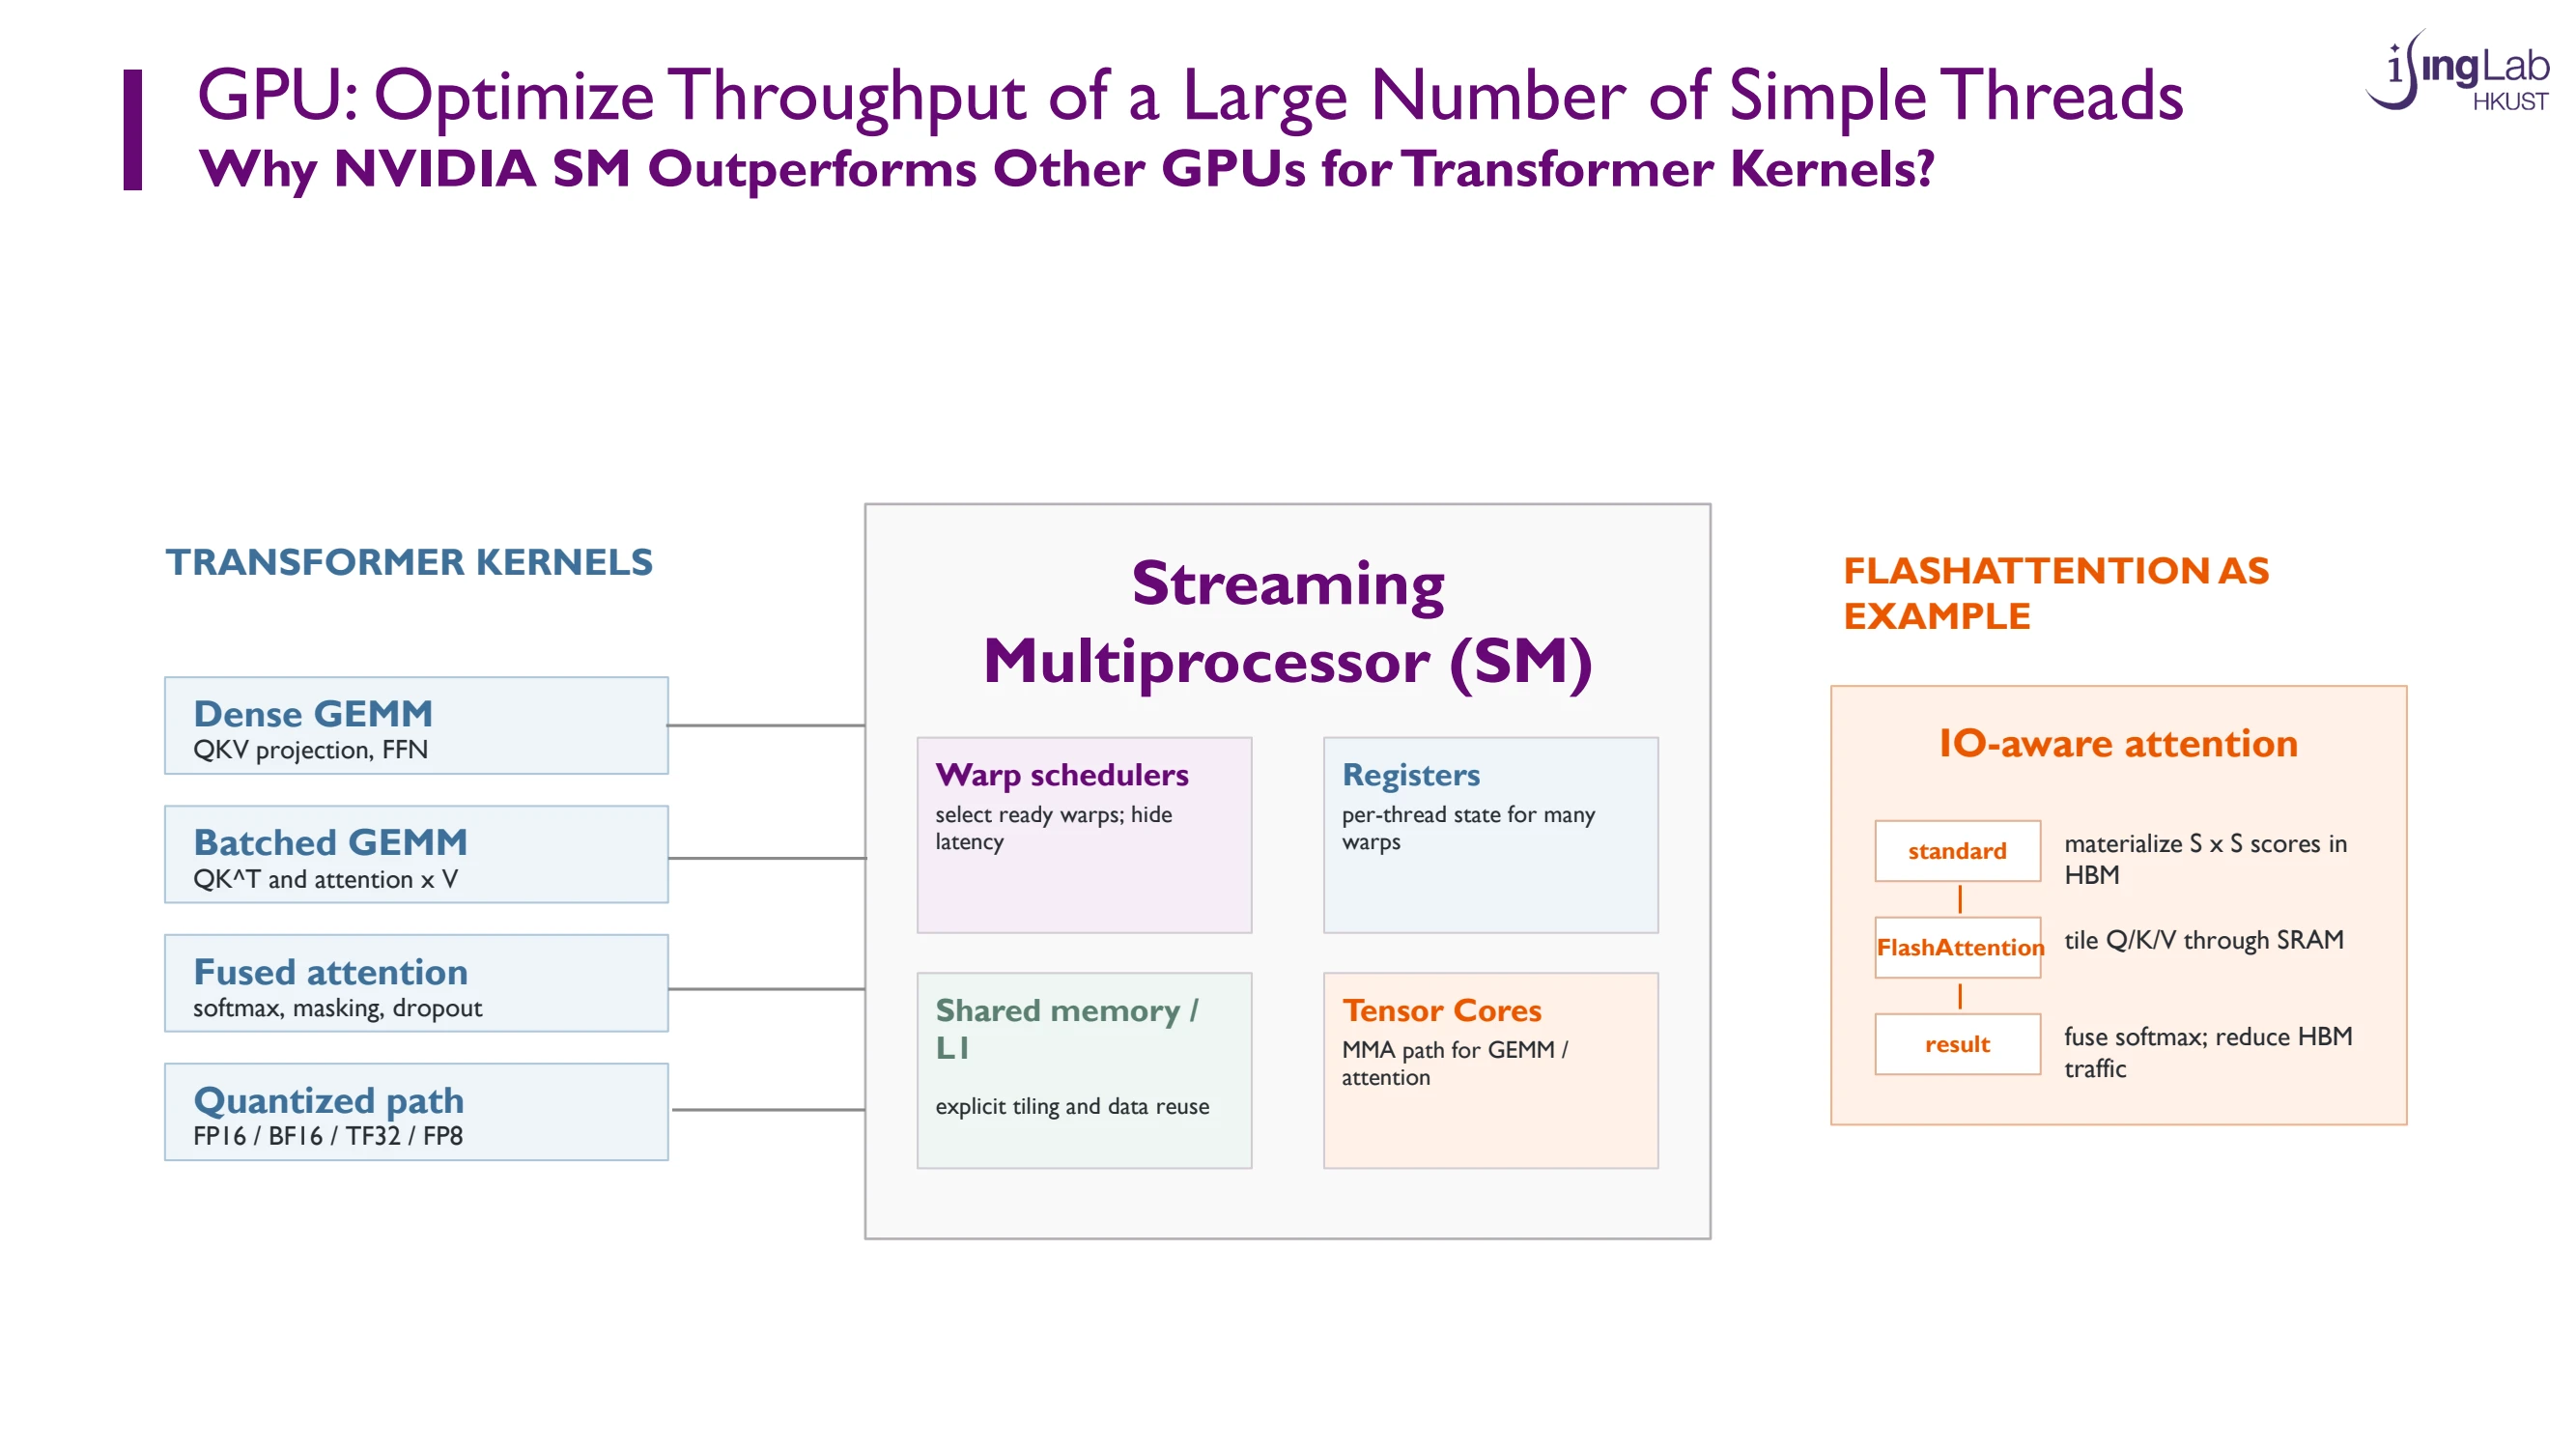 GPU: Optimize Throughput of a Large Number of Simple Threads
Why NVIDIA SM Outperforms Other GPUs for Transformer Kernels?
iSingLab
HKUST
TRANSFORMER KERNELS
Dense GEMM
QKV projection, FFN
Batched GEMM
QK^T and attention x V
Fused attention
softmax, masking, dropout
Quantized path
FP16 / BF16 / TF32 / FP8
Streaming
Multiprocessor (SM)
Warp schedulers
select ready warps; hide
latency
Registers
per-thread state for many
warps
Shared memory /
L1
explicit tiling and data reuse
Tensor Cores
MMA path for GEMM /
attention
FLASHATTENTION AS
EXAMPLE
IO-aware attention
standard
materialize S x S scores in
HBM
FlashAttention
tile Q/K/V through SRAM
result
fuse softmax; reduce HBM
traffic